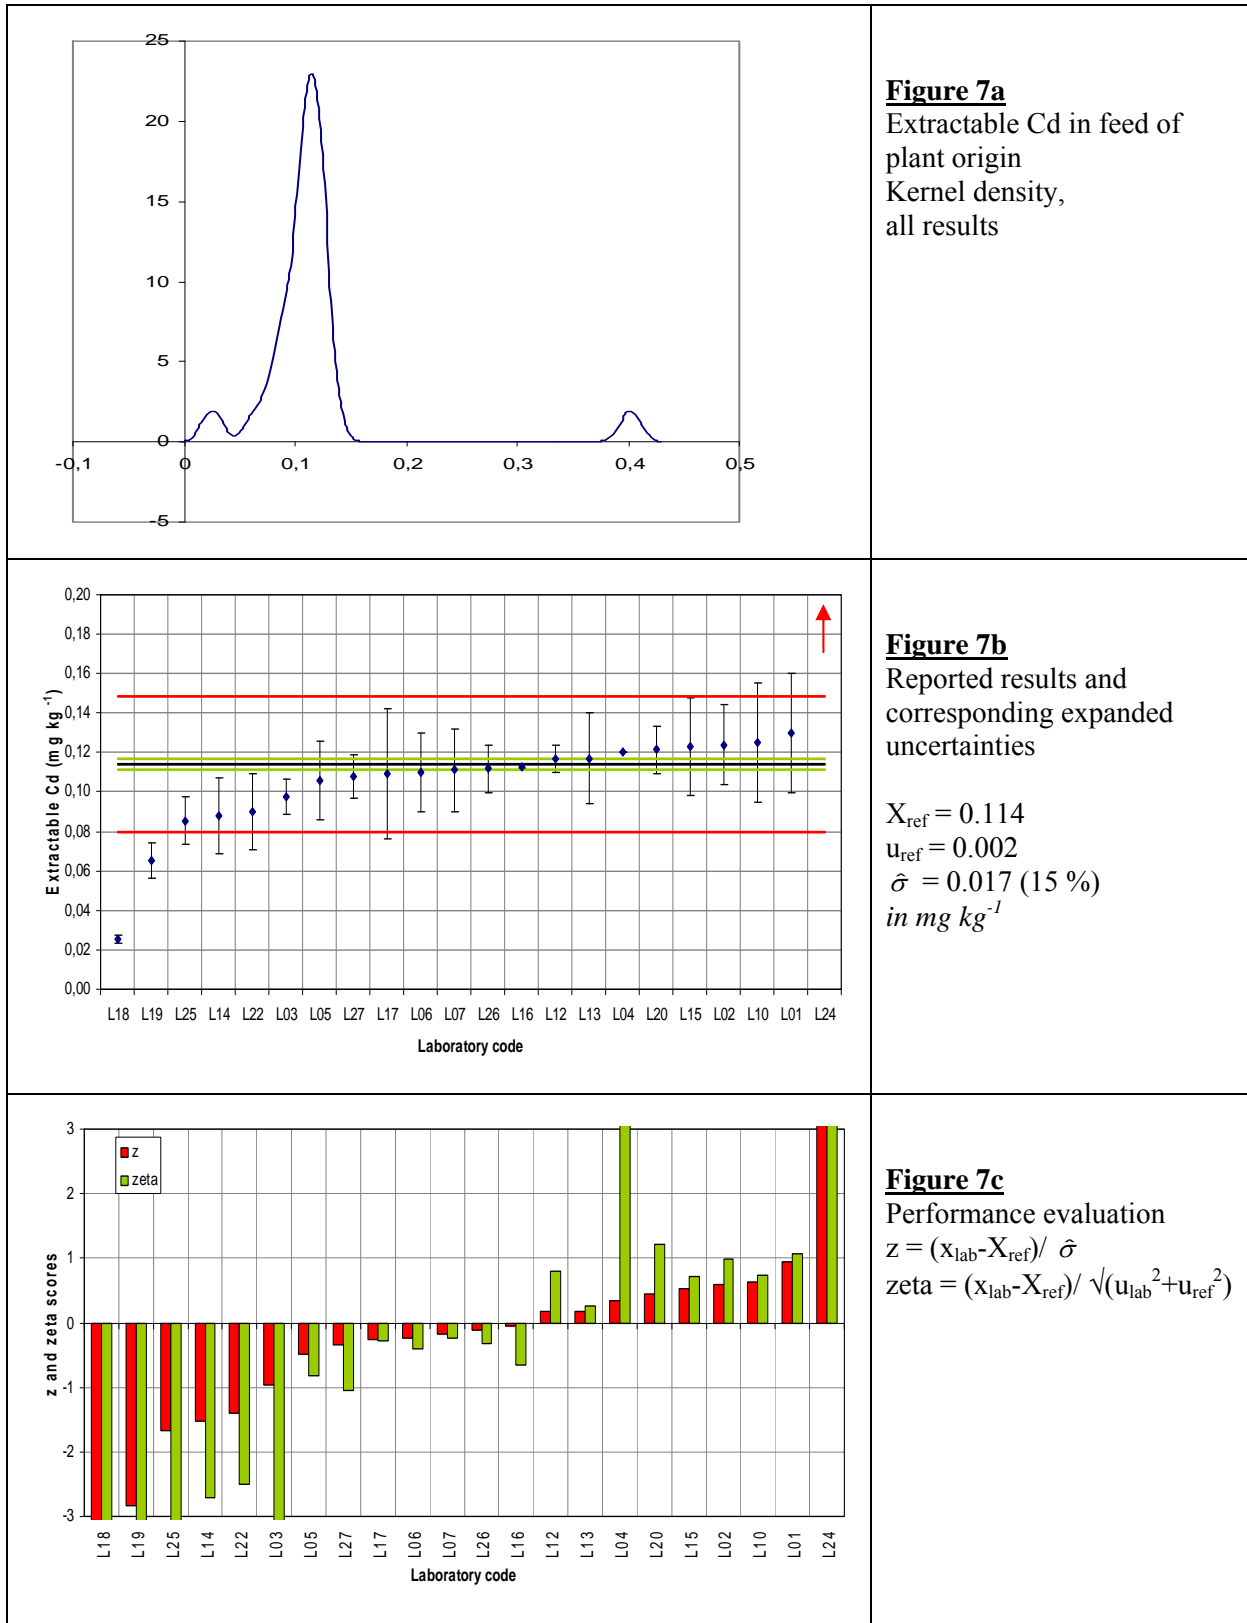 25
20
15
10
5
0
-5
-0,1
0
0,1
0,2
0,3
0,4
0,5
Figure 7a
Extractable Cd in feed of
plant origin
Kernel density,
all results
Extractable Cd (mg kg -1)
0,20
0,18
0,16
0,14
0,12
0,10
0,08
0,06
0,04
0,02
0,00
L18 L19 L25 L14 L22 L03 L05 L27 L17 L06 L07 L26 L16 L12 L13 L04 L20 L15 L02 L10 L01 L24
Laboratory code
Figure 7b
Reported results and
corresponding expanded
uncertainties
Xref = 0.114
uref = 0.002
σ̂ = 0.017 (15 %)
in mg kg-1
z and zeta scores
3
2
1
0
-1
-2
-3
z
zeta
L18 L19 L25 L14 L22 L03 L05 L27 L17 L06 L07 L26 L16 L12 L13 L04 L20 L15 L02 L10 L01 L24
Laboratory code
Figure 7c
Performance evaluation
z = (xlab-Xref)/ σ̂
zeta = (xlab-Xref)/ √(ulab2+uref2)